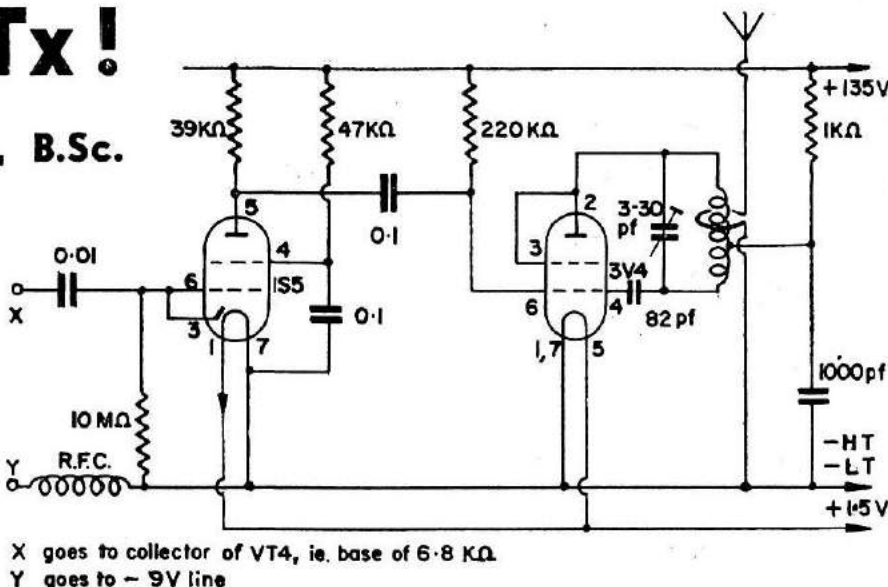 Tx!
, B.Sc.
+135V
39KΩ
47KΩ
220KΩ
1KΩ
5
2
3-30
pf
0.01
4
0.1
3
3V4
6
1S5
6
4
X
3
0.1
82 pf
1
7
1,7
5
1000pf
10 MΩ
-HT
Y
R.F.C.
-LT
+1.5V
X goes to collector of VT4, ie. base of 6.8 KΩ
Y goes to - 9V line